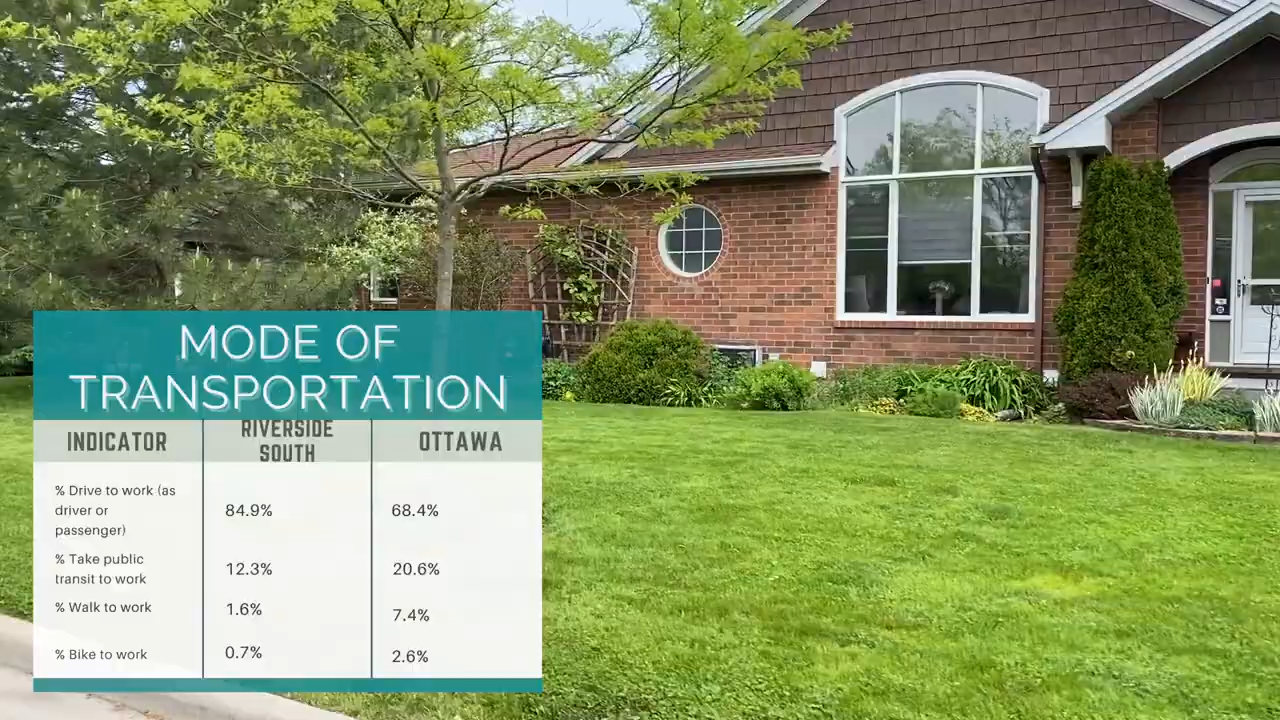 MODE OF
TRANSPORTATION
INDICATOR
RIVERSIDE
SOUTH
OTTAWA
% Drive to work (as
driver or
passenger)
84.9%
68.4%
% Take public
transit to work
12.3%
20.6%
% Walk to work
1.6%
7.4%
% Bike to work
0.7%
2.6%